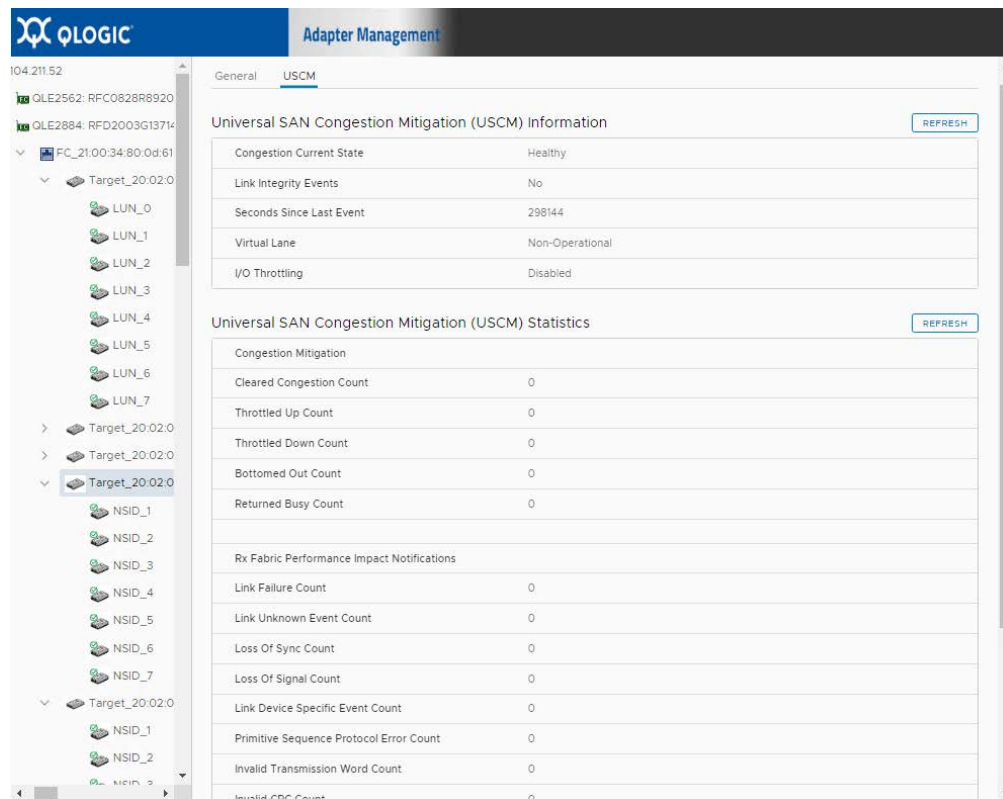 QLOGIC
Adapter Management
104.211.52
QLE2562: RFC0828R8920
QLE2884: RFD2003G13714
FC_21:00:34:80:0d:61
Target_20:02:0
LUN_0
LUN_1
LUN_2
LUN_3
LUN_4
LUN_5
LUN_6
LUN_7
Target_20:02:0
Target_20:02:0
Target_20:02:0
NSID_1
NSID_2
NSID_3
NSID_4
NSID_5
NSID_6
NSID_7
Target_20:02:0
NSID_1
NSID_2
NSID_3
General USCM
Universal SAN Congestion Mitigation (USCM) Information REFRESH
Congestion Current State Healthy
Link Integrity Events No
Seconds Since Last Event 298144
Virtual Lane Non-Operational
I/O Throttling Disabled
Universal SAN Congestion Mitigation (USCM) Statistics REFRESH
Congestion Mitigation
Cleared Congestion Count 0
Throttled Up Count 0
Throttled Down Count 0
Bottomed Out Count 0
Returned Busy Count 0
Rx Fabric Performance Impact Notifications
Link Failure Count 0
Link Unknown Event Count 0
Loss Of Sync Count 0
Loss Of Signal Count 0
Link Device Specific Event Count 0
Primitive Sequence Protocol Error Count 0
Invalid Transmission Word Count 0
Invalid CRC Count 0